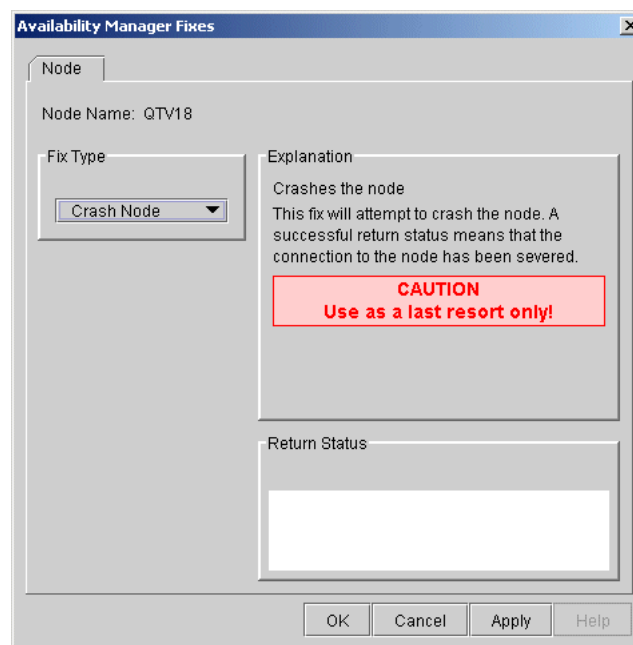 Availability Manager Fixes
Node
Node Name: QTV18
Fix Type
Crash Node
Explanation
Crashes the node
This fix will attempt to crash the node. A
successful return status means that the
connection to the node has been severed.
CAUTION
Use as a last resort only!
Return Status
OK Cancel Apply Help